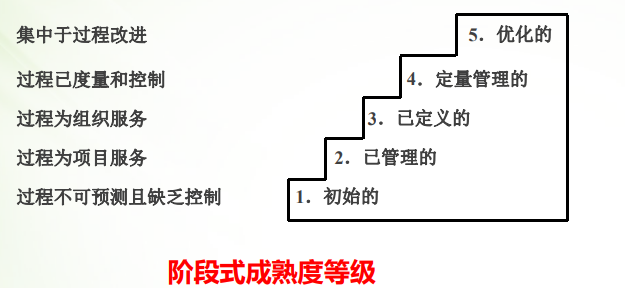 集中于过程改进 5．优化的
过程已度量和控制 4．定量管理的
过程为组织服务 3．已定义的
过程为项目服务 2．已管理的
过程不可预测且缺乏控制 1．初始的
阶段式成熟度等级